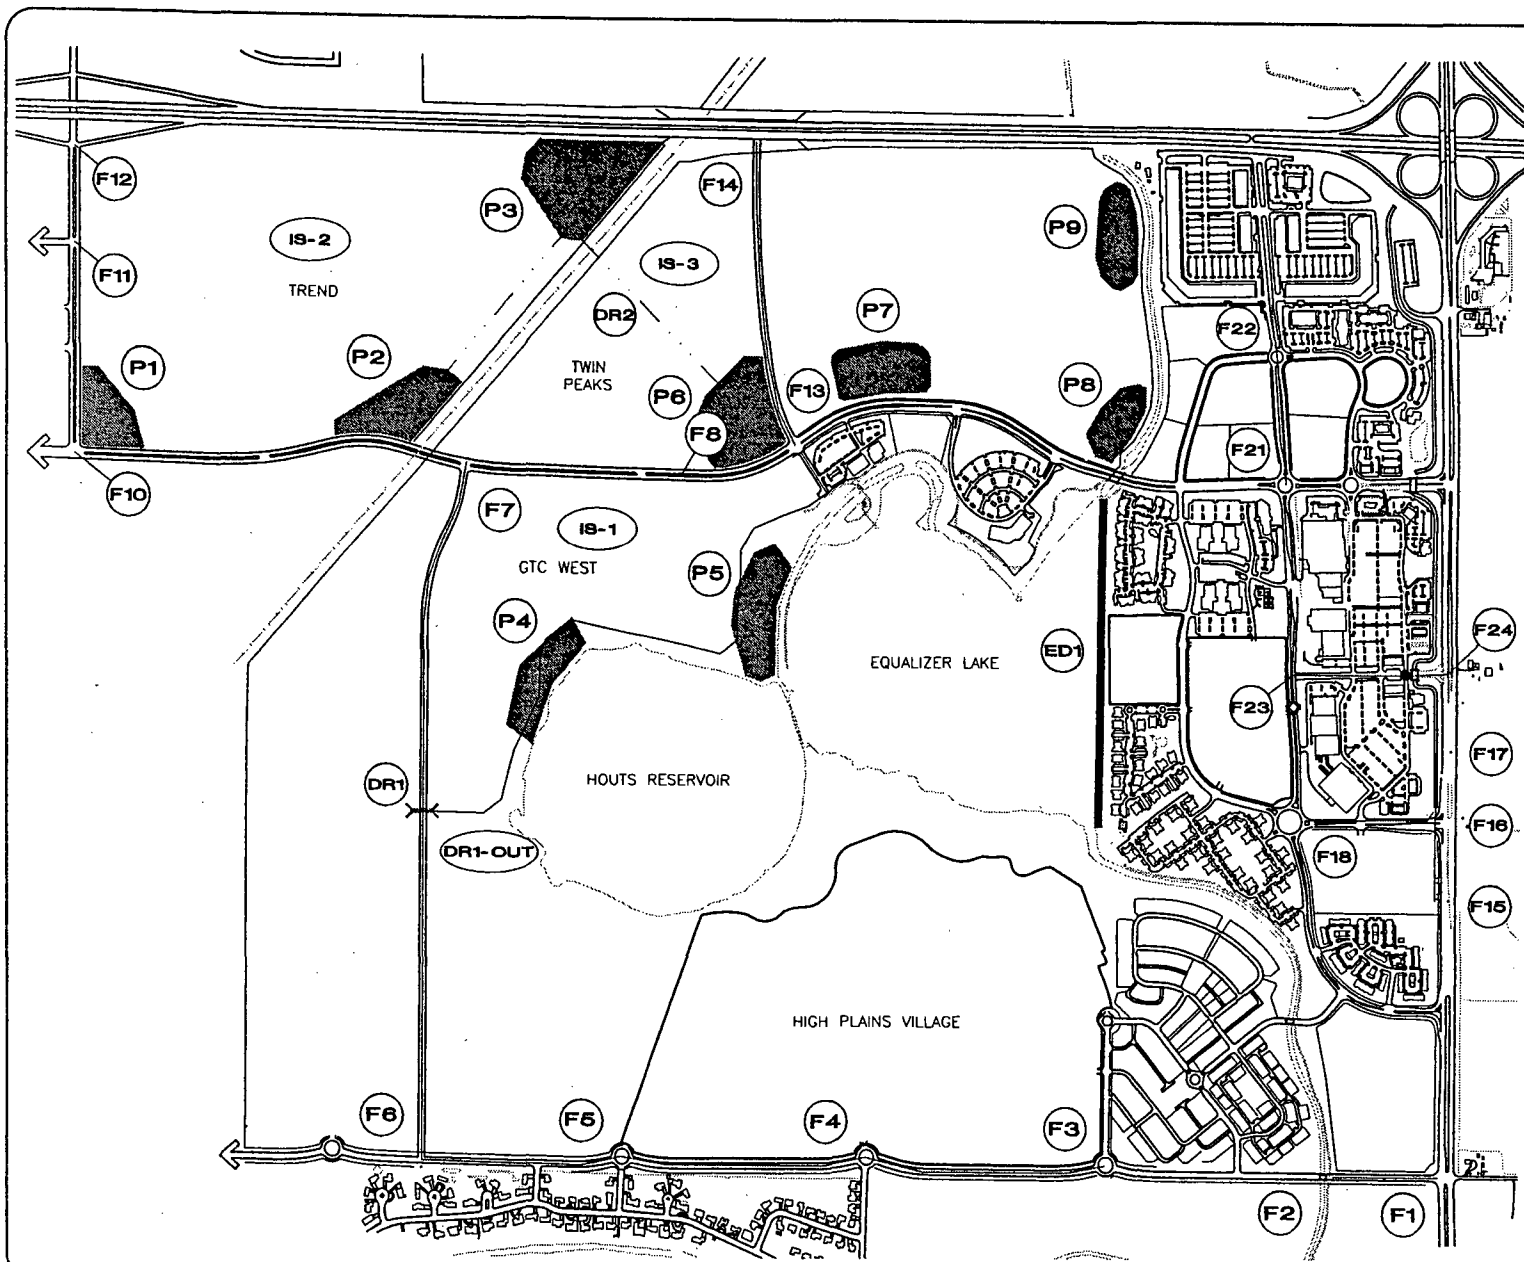 F12
P3
F14
IS-2
P9
IS-3
F11
TREND
DR2
P7
F22
P1
P2
TWIN
PEAKS
P6
F13
P8
F8
F21
F10
F7
IS-1
GTC WEST
P5
P4
F24
EQUALIZER LAKE
ED1
F23
HOUTS RESERVOIR
DR1
F17
F16
DR1-OUT
F18
F15
HIGH PLAINS VILLAGE
F6
F5
F4
F3
F2
F1